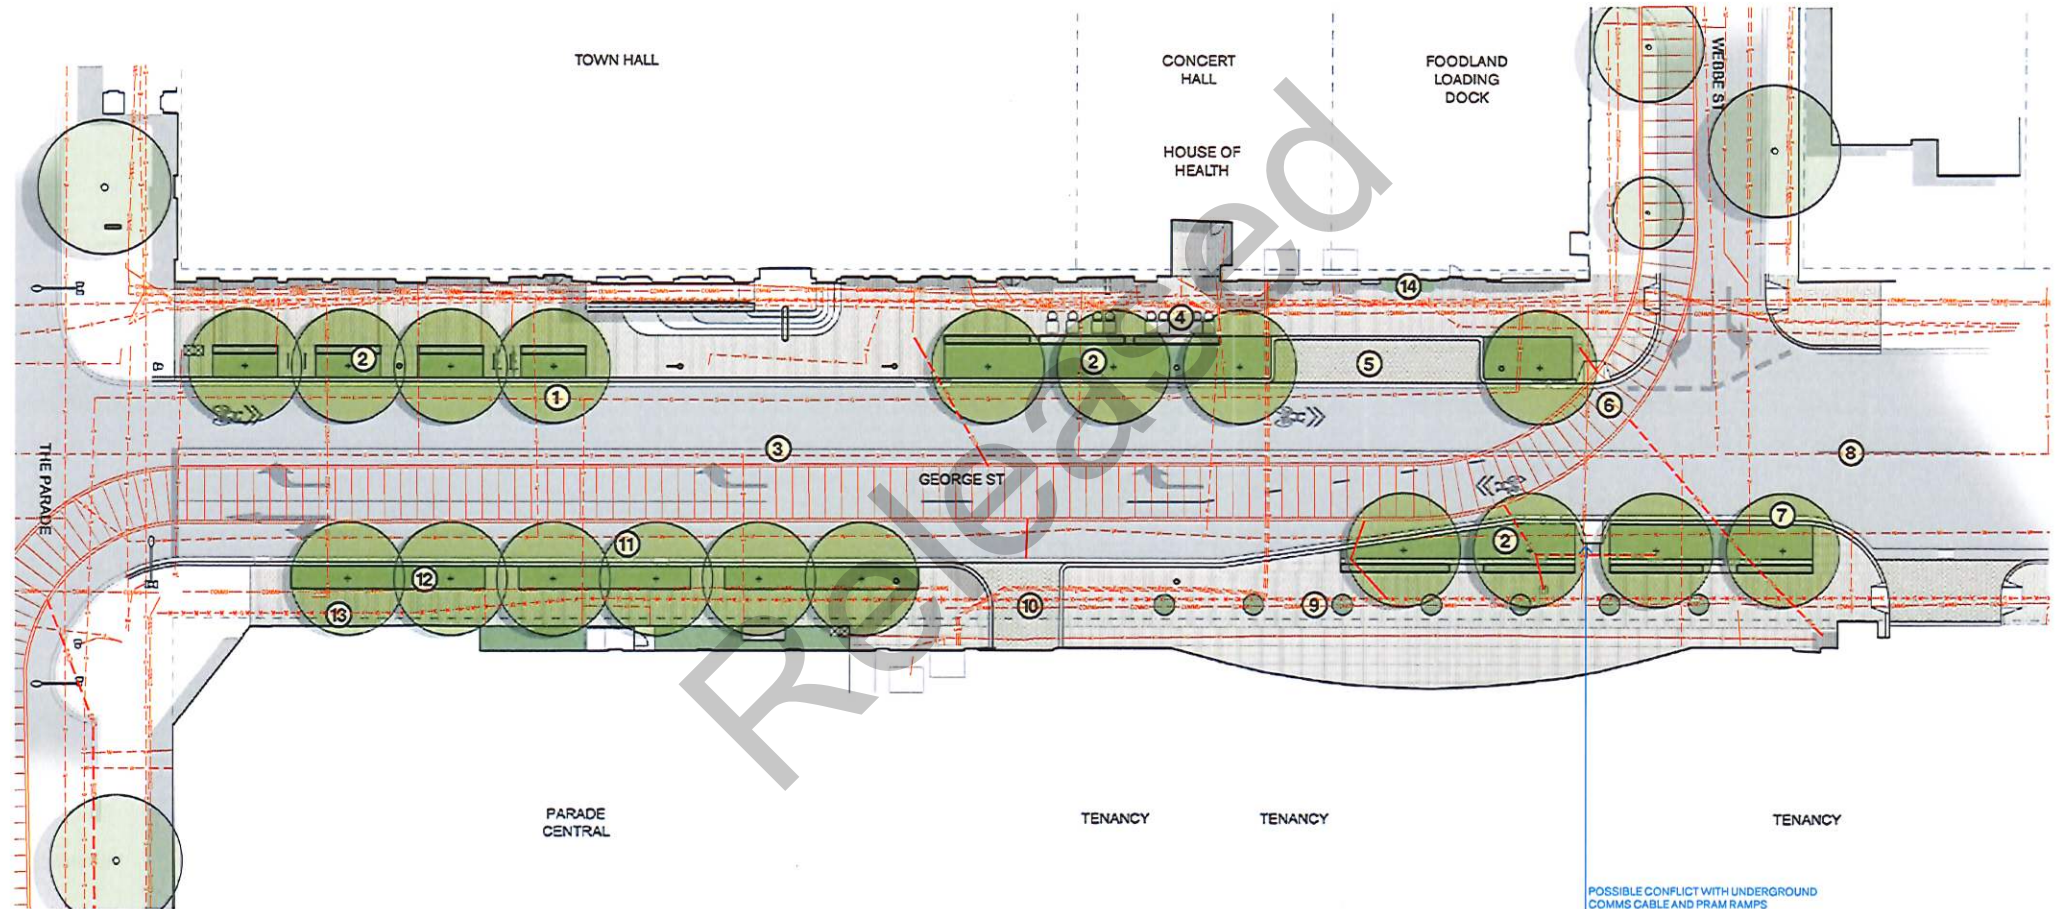 TOWN HALL
CONCERT
HALL
FOODLAND
LOADING
DOCK
WEBBE ST
HOUSE OF
HEALTH
14
4
2
2
5
1
6
3
8
THE PARADE
GEORGE ST
7
11
2
12
13
10
9
Released
PARADE
CENTRAL
TENANCY
TENANCY
TENANCY
POSSIBLE CONFLICT WITH UNDERGROUND
COMMS CABLE AND PRAM RAMPS